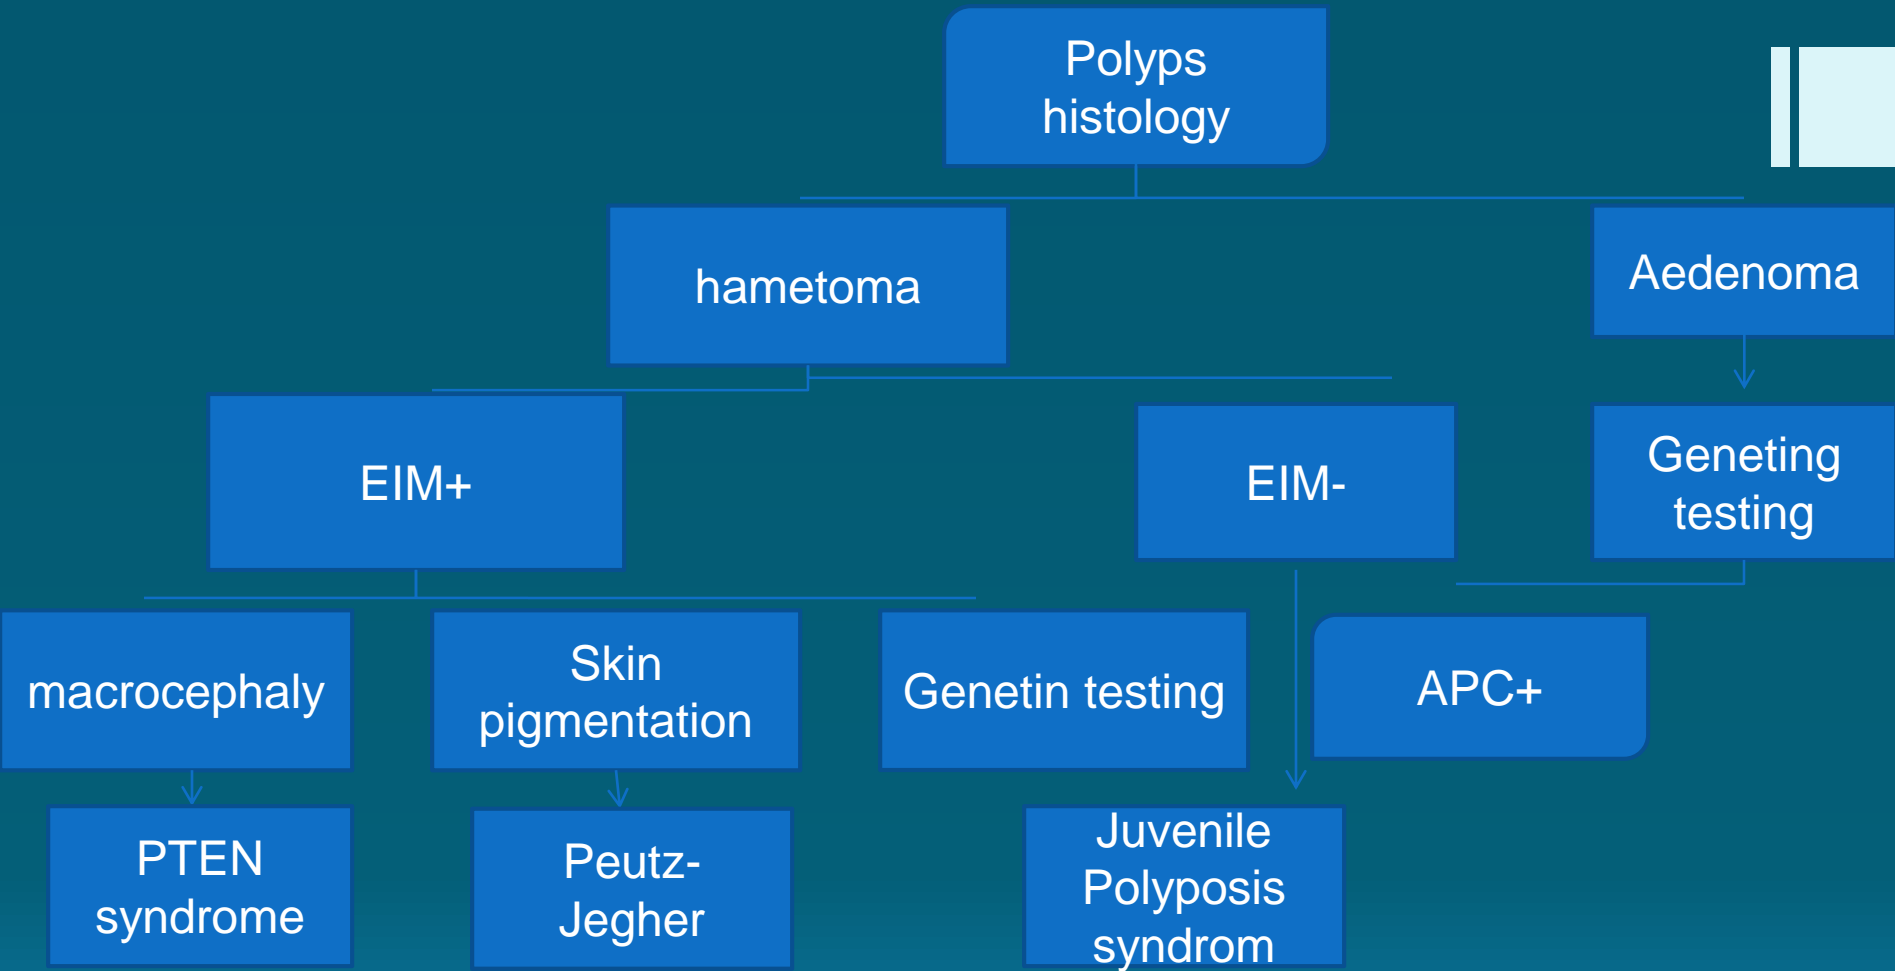 Polyps
histology
hametoma
Aedenoma
EIM+
EIM-
Geneting
testing
macrocephaly
Skin
pigmentation
Genetin testing
APC+
PTEN
syndrome
Peutz-
Jegher
Juvenile
Polyposis
syndrom